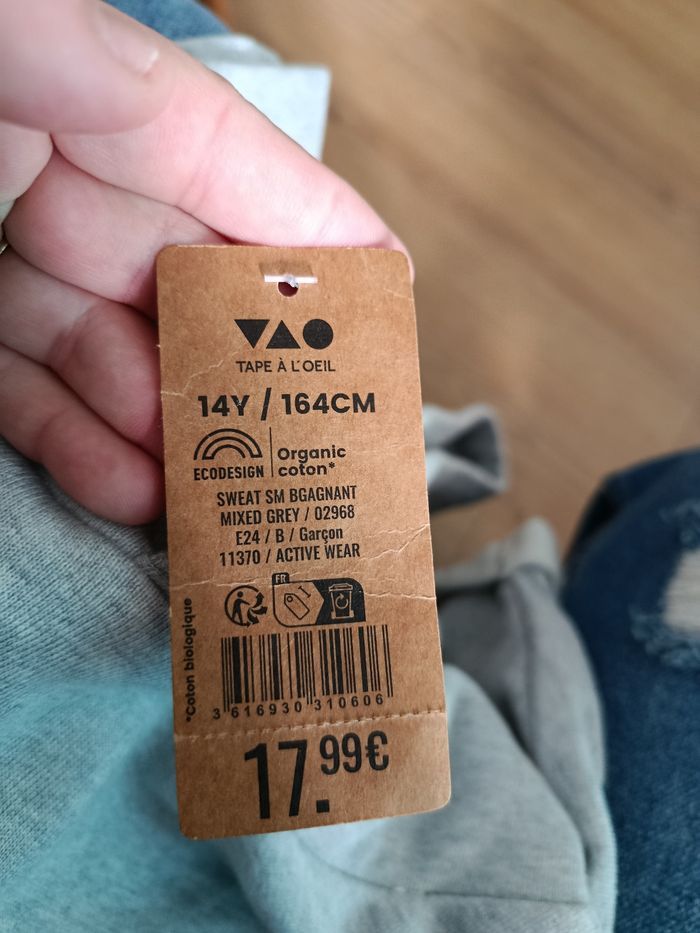 TAPE À L'OEIL
14Y / 164CM
ECODESIGN
Organic
coton*
SWEAT SM BGAGNANT
MIXED GREY / 02968
E24 / B / Garçon
11370 / ACTIVE WEAR
FR
*Coton biologique
3 616930 310606
17.99€